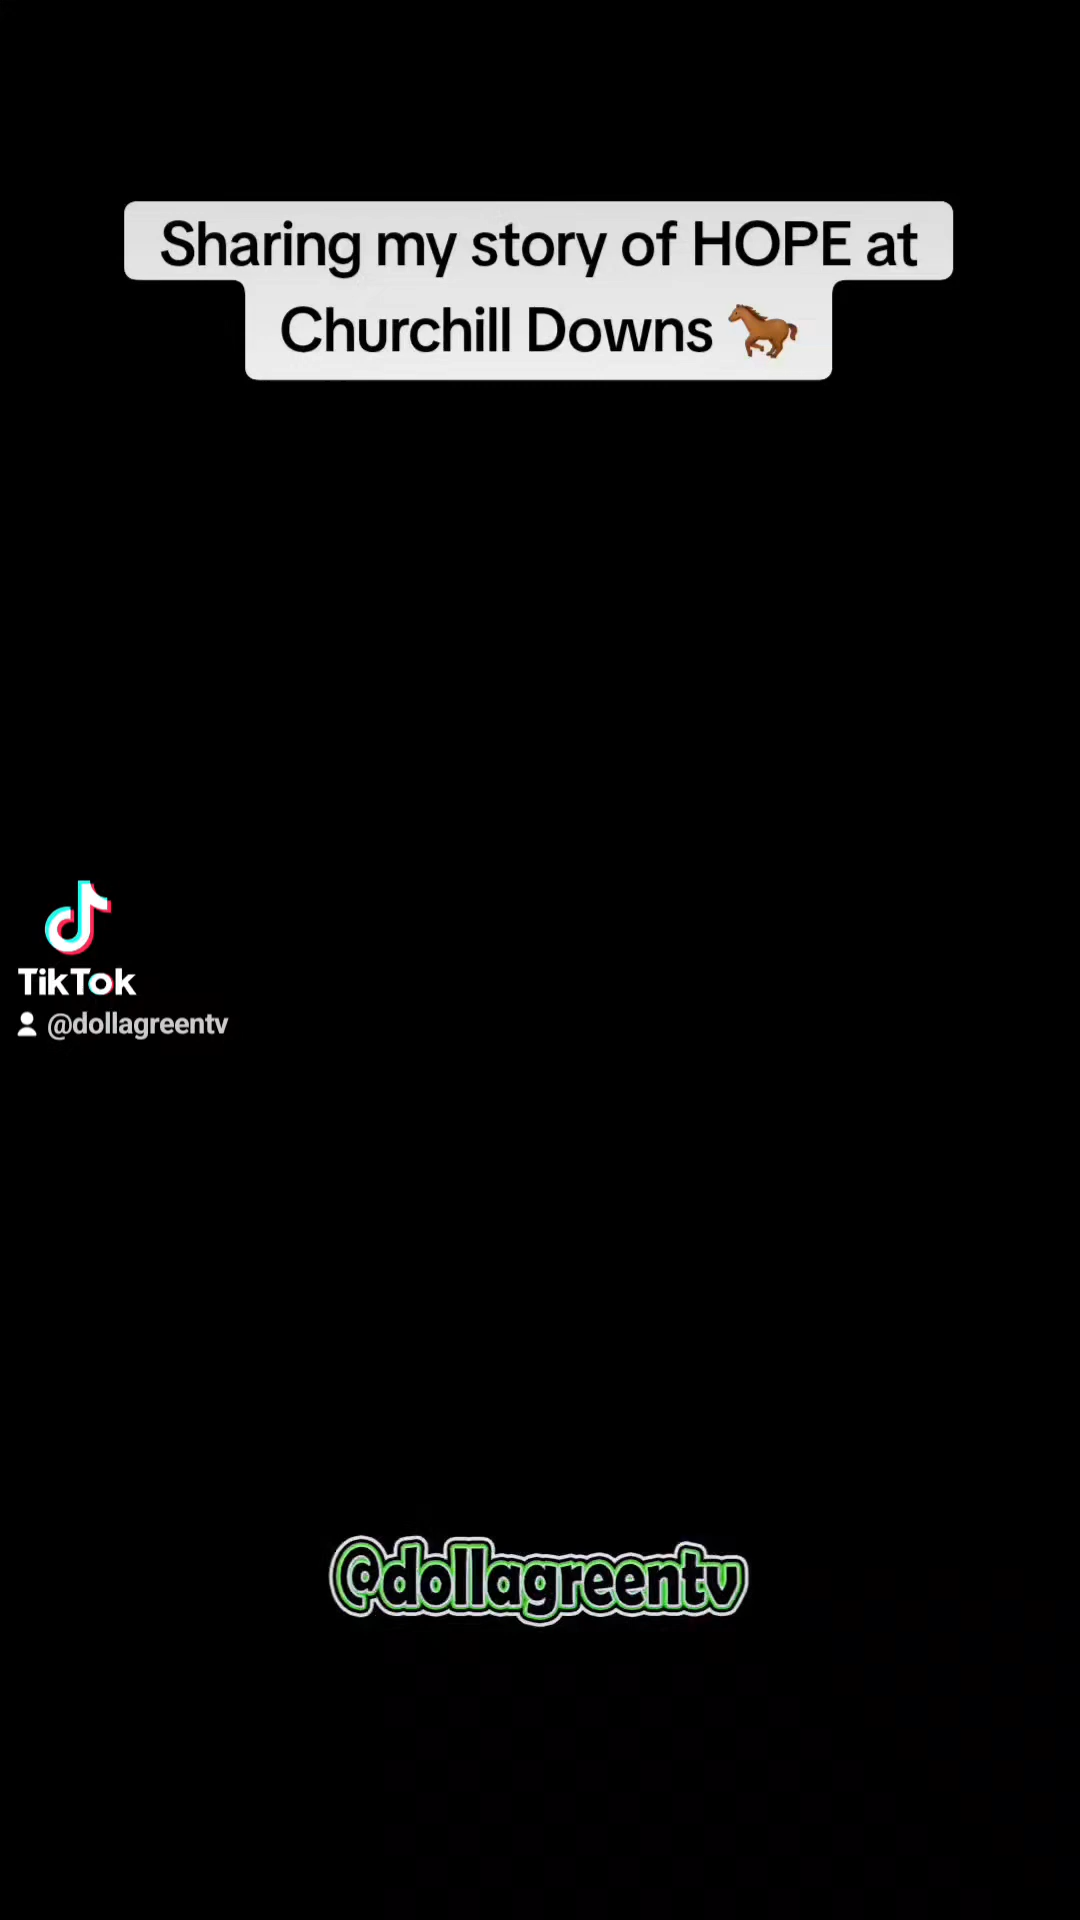 Sharing my story of HOPE at
Churchill Downs 🐎
TikTok
@dollagreentv
@dollagreentv